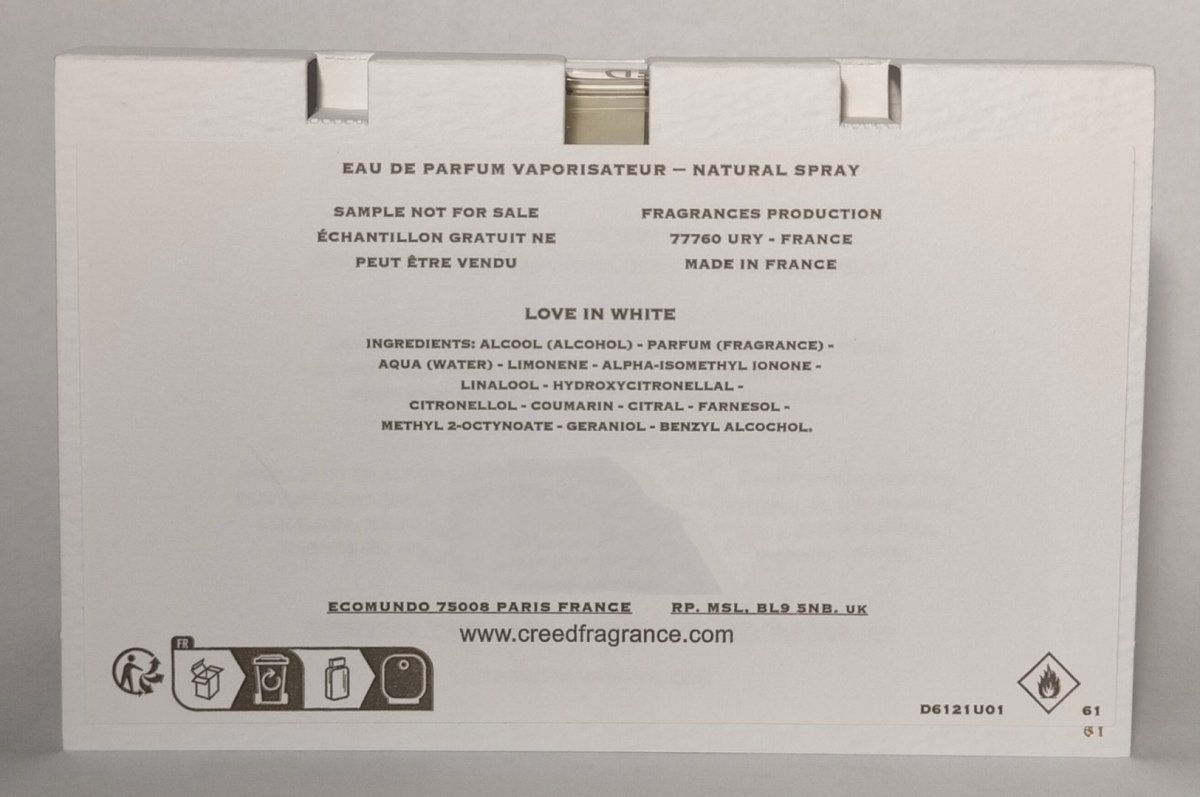 EAU DE PARFUM VAPORISATEUR – NATURAL SPRAY
SAMPLE NOT FOR SALE
ÉCHANTILLON GRATUIT NE
PEUT ÊTRE VENDU
FRAGRANCES PRODUCTION
77760 URY - FRANCE
MADE IN FRANCE
LOVE IN WHITE
INGREDIENTS: ALCOOL (ALCOHOL) - PARFUM (FRAGRANCE) -
AQUA (WATER) - LIMONENE - ALPHA-ISOMETHYL IONONE -
LINALOOL - HYDROXYCITRONELLAL -
CITRONELLOL - COUMARIN - CITRAL - FARNESOL -
METHYL 2-OCTYNOATE - GERANIOL - BENZYL ALCOCHOL.
ECOMUNDO 75008 PARIS FRANCE RP. MSL, BL9 5NB. UK
www.creedfragrance.com
FR
D6121U01 61
61